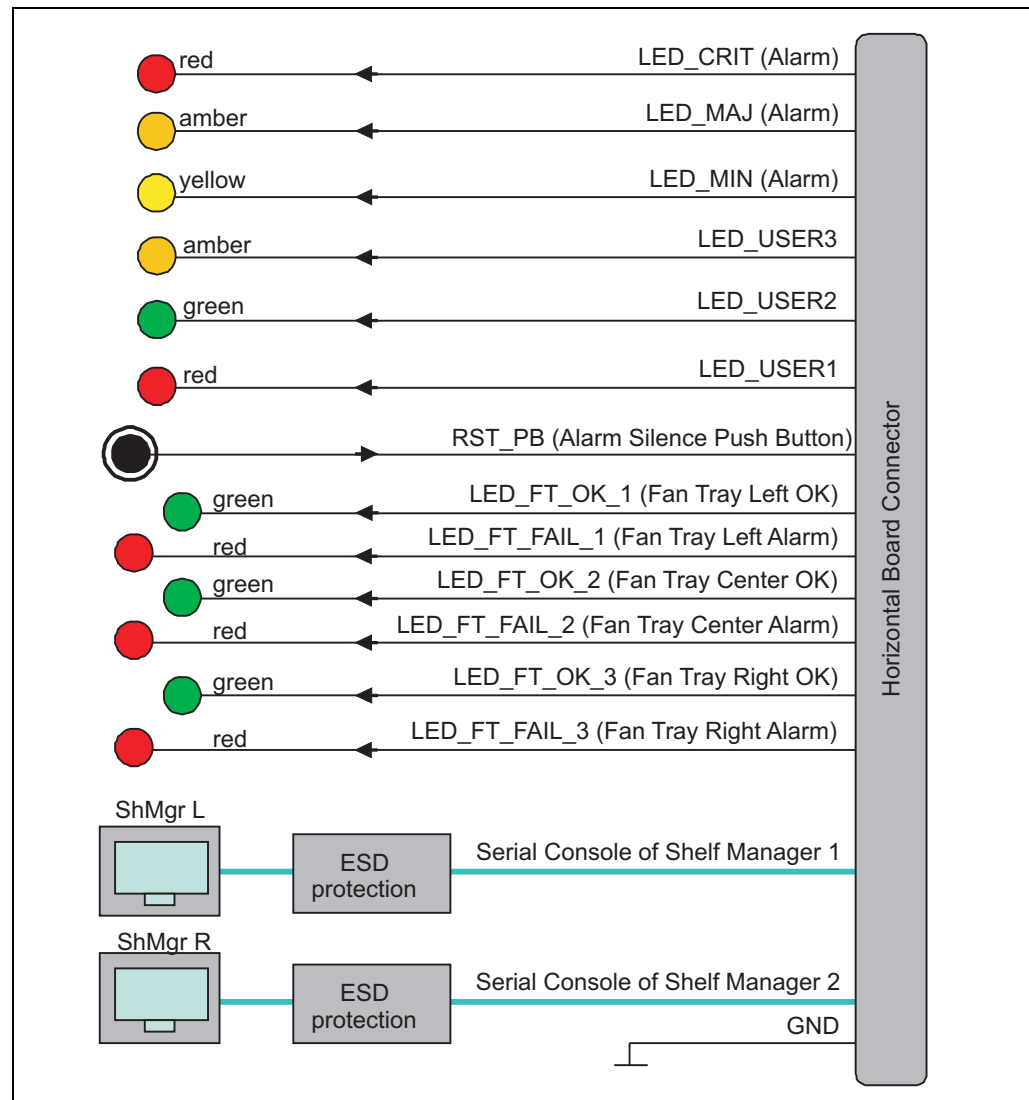 red LED_CRIT (Alarm)
amber LED_MAJ (Alarm)
yellow LED_MIN (Alarm)
amber LED_USER3
green LED_USER2
red LED_USER1
RST_PB (Alarm Silence Push Button)
green LED_FT_OK_1 (Fan Tray Left OK)
red LED_FT_FAIL_1 (Fan Tray Left Alarm)
green LED_FT_OK_2 (Fan Tray Center OK)
red LED_FT_FAIL_2 (Fan Tray Center Alarm)
green LED_FT_OK_3 (Fan Tray Right OK)
red LED_FT_FAIL_3 (Fan Tray Right Alarm)
Horizontal Board Connector
ShMgr L
ESD
protection
Serial Console of Shelf Manager 1
ShMgr R
ESD
protection
Serial Console of Shelf Manager 2
GND